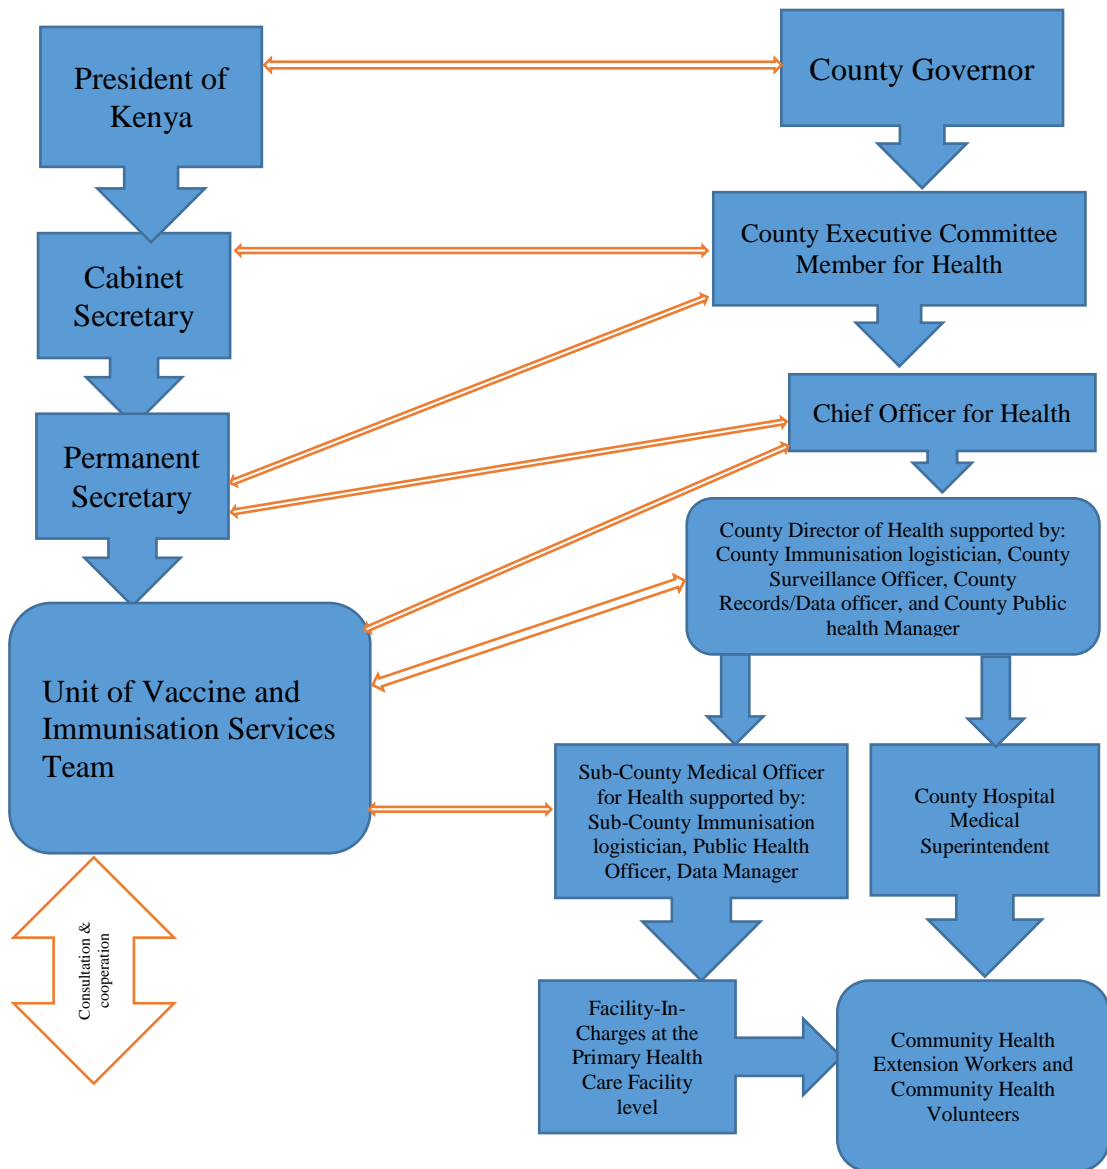 President of
Kenya
County Governor
County Executive Committee
Member for Health
Cabinet
Secretary
Chief Officer for Health
Permanent
Secretary
County Director of Health supported by:
County Immunisation logistician, County
Surveillance Officer, County
Records/Data officer, and County Public
health Manager
Unit of Vaccine and
Immunisation Services
Team
Sub-County Medical Officer
for Health supported by:
Sub-County Immunisation
logistician, Public Health
Officer, Data Manager
County Hospital
Medical
Superintendent
Consultation &
cooperation
Facility-In-
Charges at the
Primary Health
Care Facility
level
Community Health
Extension Workers and
Community Health
Volunteers